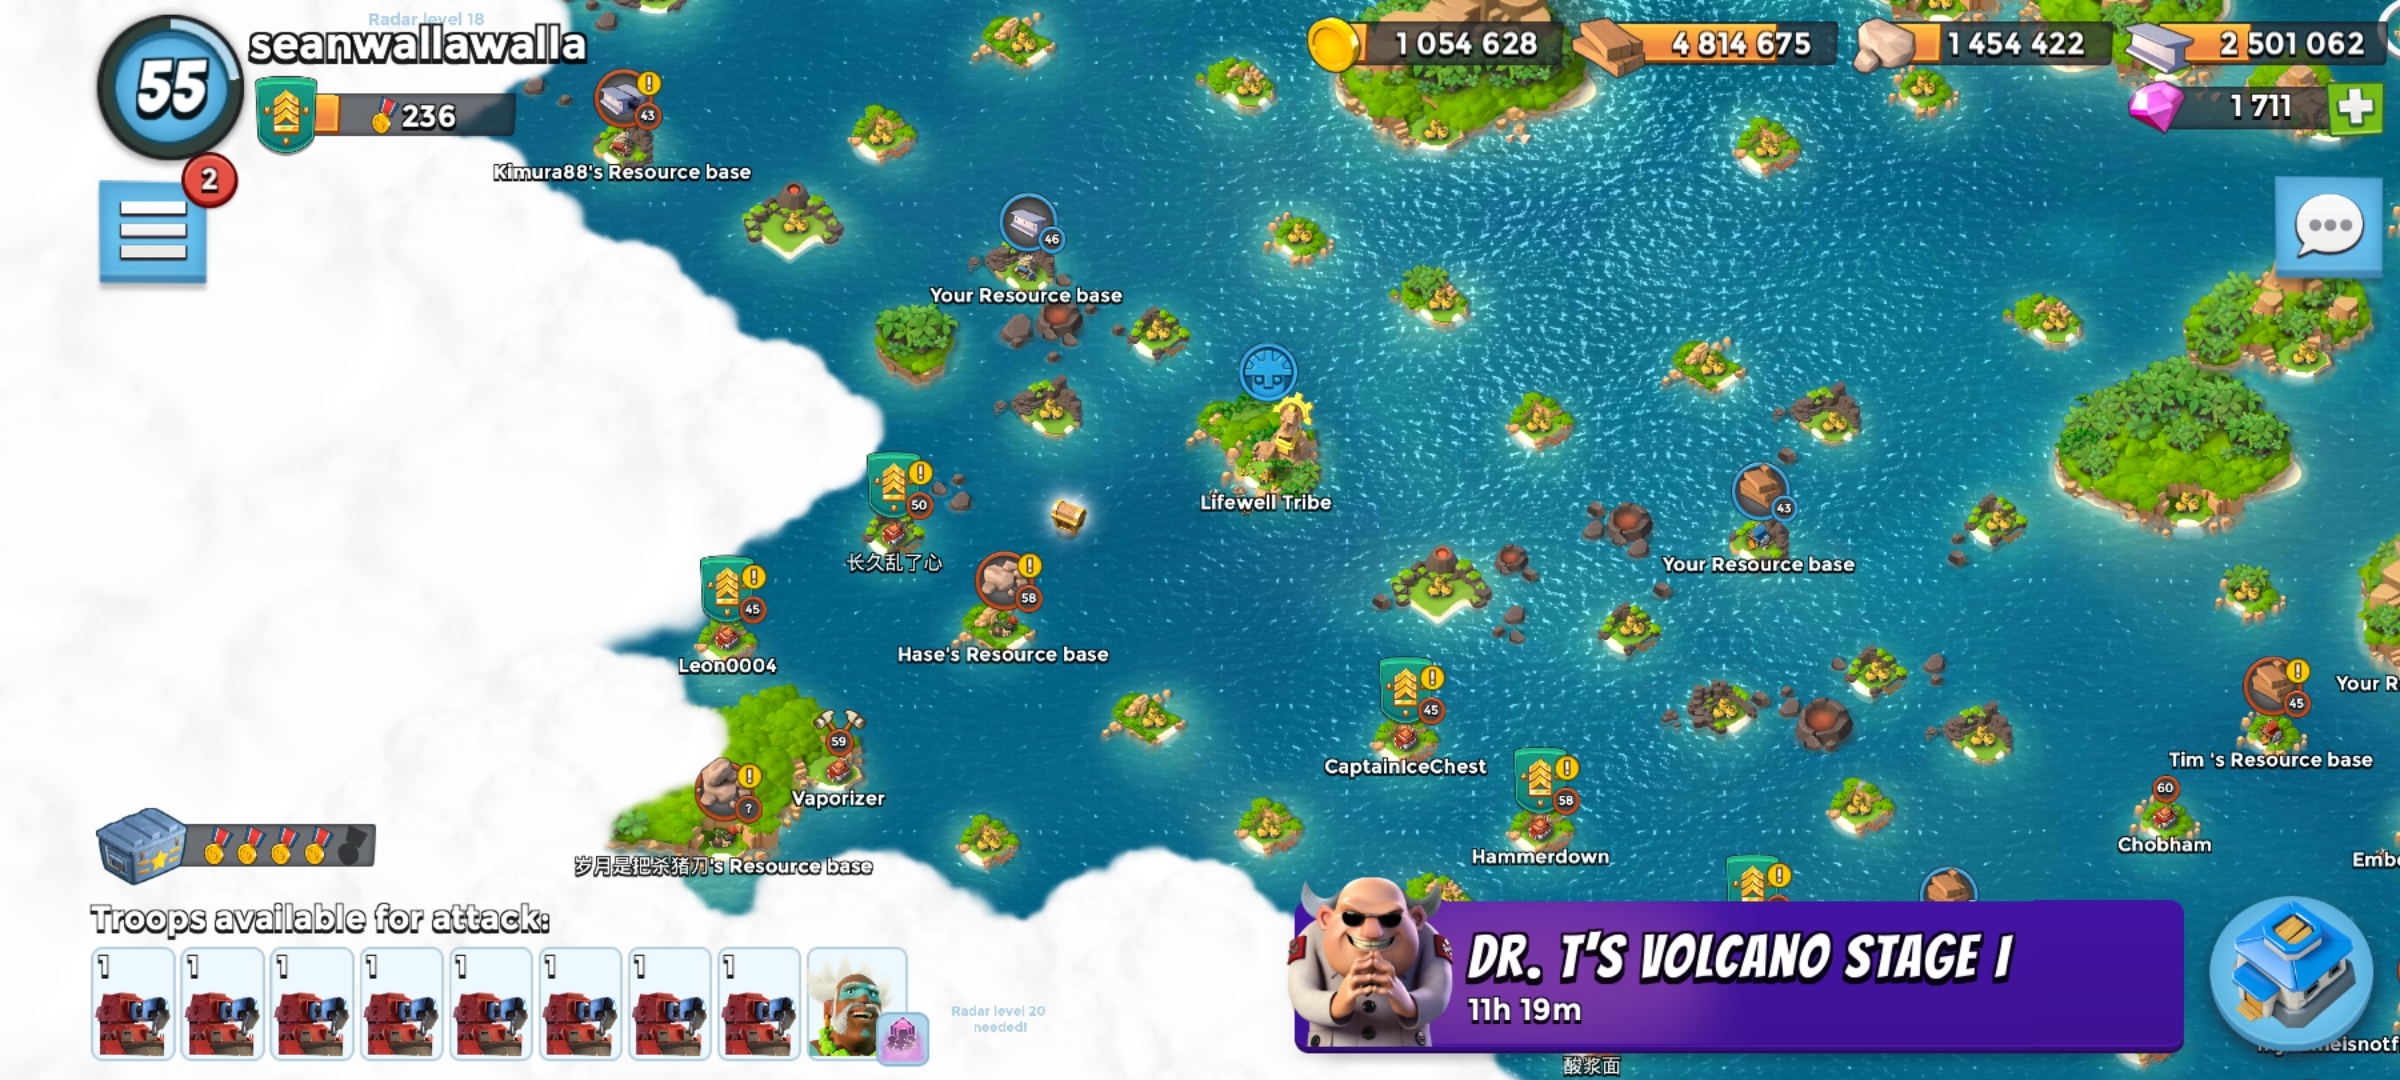 Radar level 18
55
seanwallawalla
236
2
1 054 628
4 814 675
1 454 422
2 501 062
1 711
43
Kimura88's Resource base
46
Your Resource base
Lifewell Tribe
50
长久乱了心
43
Your Resource base
45
Leon0004
58
Hase's Resource base
45
CaptainIceChest
58
Hammerdown
59
Vaporizer
?
岁月是把杀猪刀's Resource base
Your R
45
Tim 's Resource base
60
Chobham
Troops available for attack:
1
1
1
1
1
1
1
1
Radar level 20
needed!
DR. T'S VOLCANO STAGE I
11h 19m
酸浆面